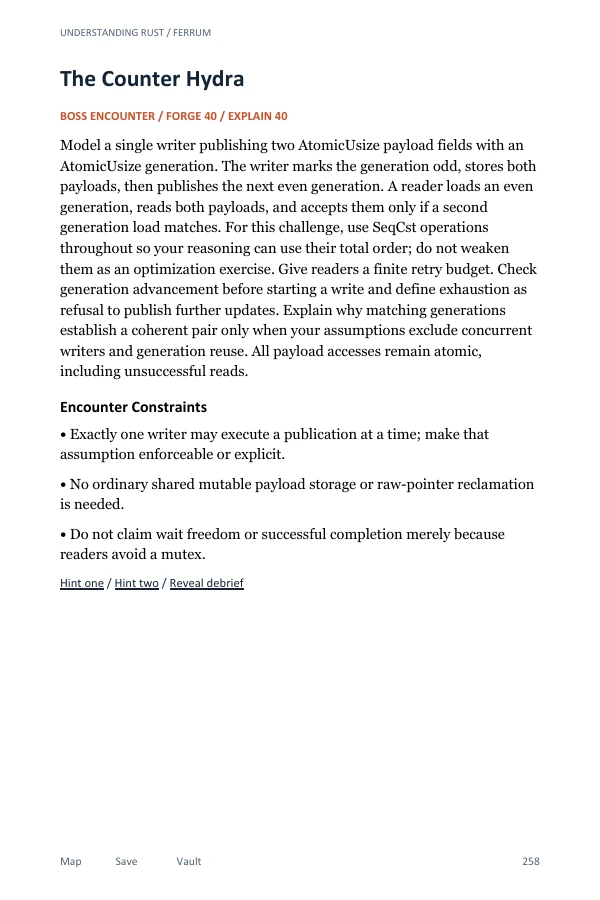 UNDERSTANDING RUST / FERRUM
The Counter Hydra
BOSS ENCOUNTER / FORGE 40 / EXPLAIN 40
Model a single writer publishing two AtomicUsize payload fields with an
AtomicUsize generation. The writer marks the generation odd, stores both
payloads, then publishes the next even generation. A reader loads an even
generation, reads both payloads, and accepts them only if a second
generation load matches. For this challenge, use SeqCst operations
throughout so your reasoning can use their total order; do not weaken
them as an optimization exercise. Give readers a finite retry budget. Check
generation advancement before starting a write and define exhaustion as
refusal to publish further updates. Explain why matching generations
establish a coherent pair only when your assumptions exclude concurrent
writers and generation reuse. All payload accesses remain atomic,
including unsuccessful reads.
Encounter Constraints
• Exactly one writer may execute a publication at a time; make that
assumption enforceable or explicit.
• No ordinary shared mutable payload storage or raw-pointer reclamation
is needed.
• Do not claim wait freedom or successful completion merely because
readers avoid a mutex.
Hint one / Hint two / Reveal debrief
Map Save Vault 258